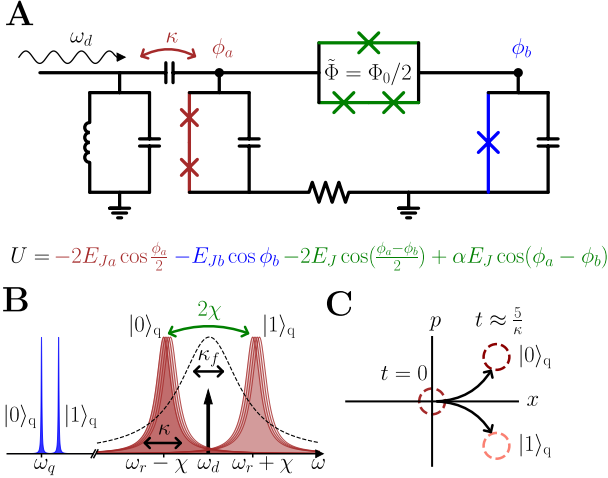 A
ω_d
κ
ϕ_a
ϕ_b
Φ̃ = Φ_0/2
U = −2E_{Ja} cos ϕ_a/2 −E_{Jb} cos ϕ_b −2E_J cos(ϕ_a−ϕ_b/2) + αE_J cos(ϕ_a − ϕ_b)
B
2χ
|0⟩_q
|1⟩_q
κ_f
|0⟩_q
|1⟩_q
κ
ω_q
ω_r − χ
ω_d
ω_r + χ
ω
C
p
t ≈ 5/κ
|0⟩_q
t = 0
x
|1⟩_q